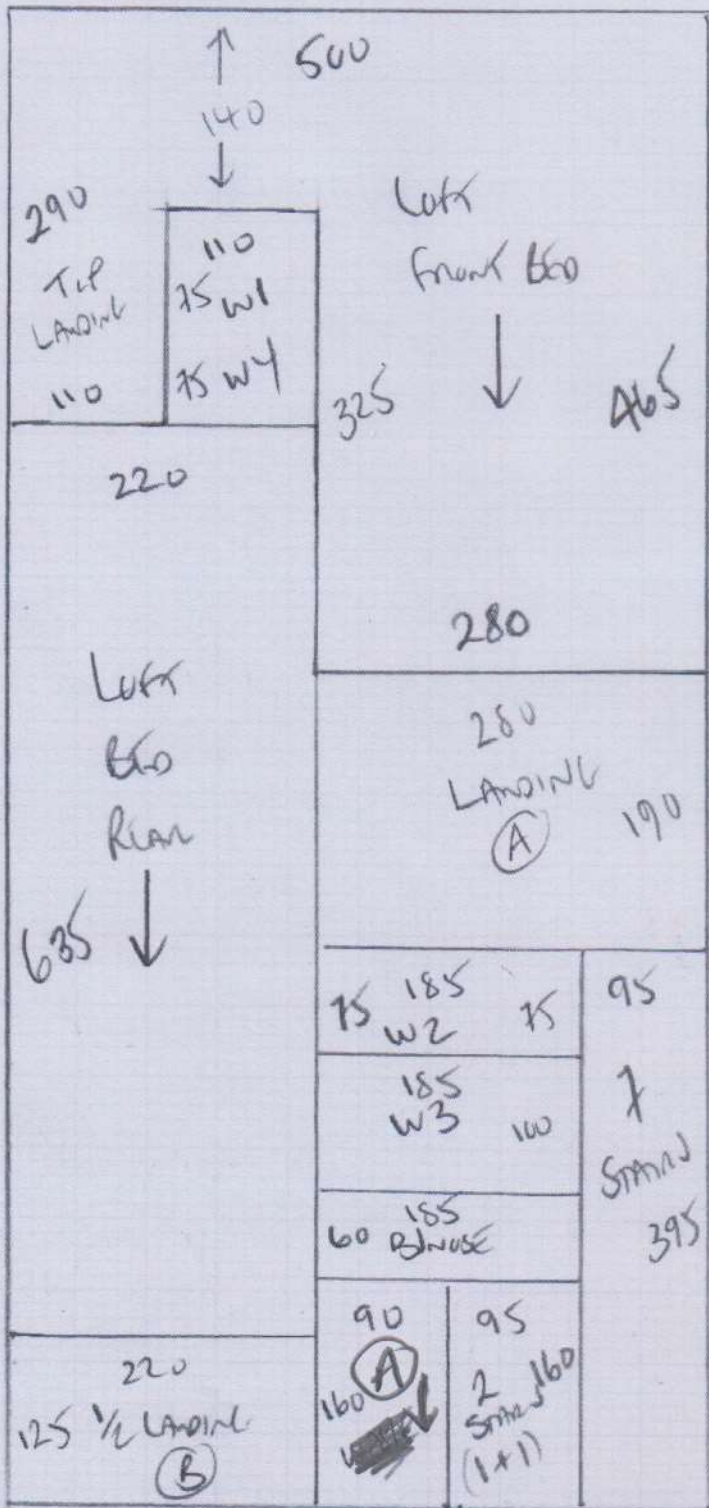 500
140
290
TOP
LANDING
110
110
75 W1
75 W4
LOFT
FRONT BED
325
465
280
220
LOFT
BED
REAR
635
280
LANDING
A
190
75 185 75
W2
185
W3 100
185
60 B/NOSE
95
7
STAIRS
395
90
A
160
95
2 160
STAIRS
(1+1)
220
125 1/2 LANDING
B